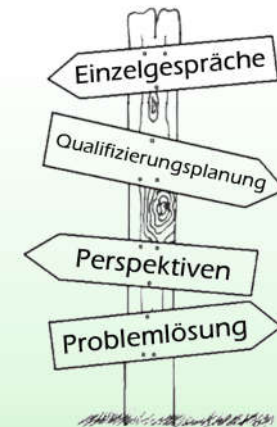 Einzelgespräche
Qualifizierungsplanung
Perspektiven
Problemlösung